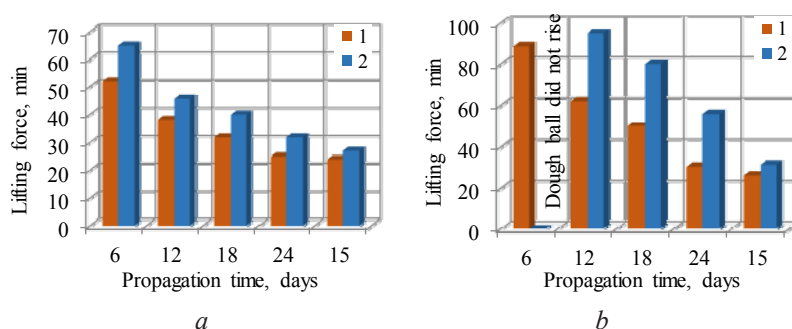 70
60
50
40
30
20
10
0
Lifting force, min
1
2
6 12 18 24 15
Propagation time, days
a
100
80
60
40
20
0
Lifting force, min
Dough ball did not rise
1
2
6 12 18 24 15
Propagation time, days
b